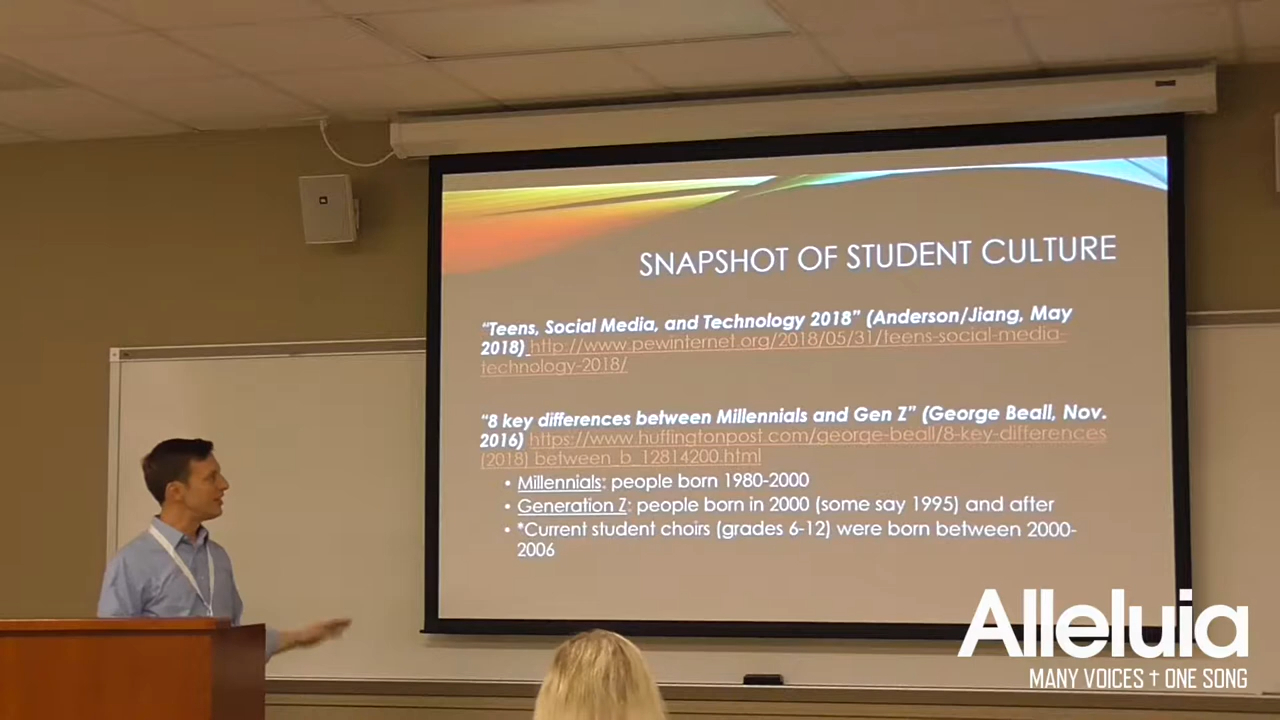 SNAPSHOT OF STUDENT CULTURE
“Teens, Social Media, and Technology 2018” (Anderson/Jiang, May
2018) http://www.pewinternet.org/2018/05/31/teens-social-media-
technology-2018/
“8 key differences between Millennials and Gen Z” (George Beall, Nov.
2016) https://www.huffingtonpost.com/george-beall/8-key-differences
(2018)_between_b_12814200.html
• Millennials: people born 1980-2000
• Generation Z: people born in 2000 (some say 1995) and after
• *Current student choirs (grades 6-12) were born between 2000-
2006
Alleluia
MANY VOICES † ONE SONG